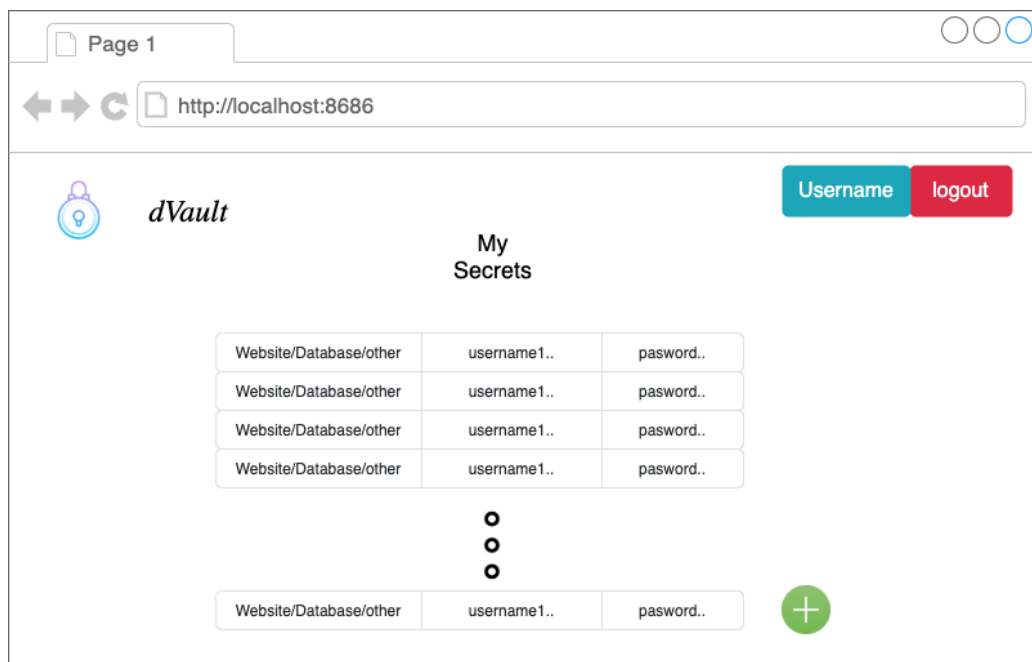 Page 1
http://localhost:8686
Username logout
dVault
My
Secrets
Website/Database/other username1.. pasword..
Website/Database/other username1.. pasword..
Website/Database/other username1.. pasword..
Website/Database/other username1.. pasword..
Website/Database/other username1.. pasword..